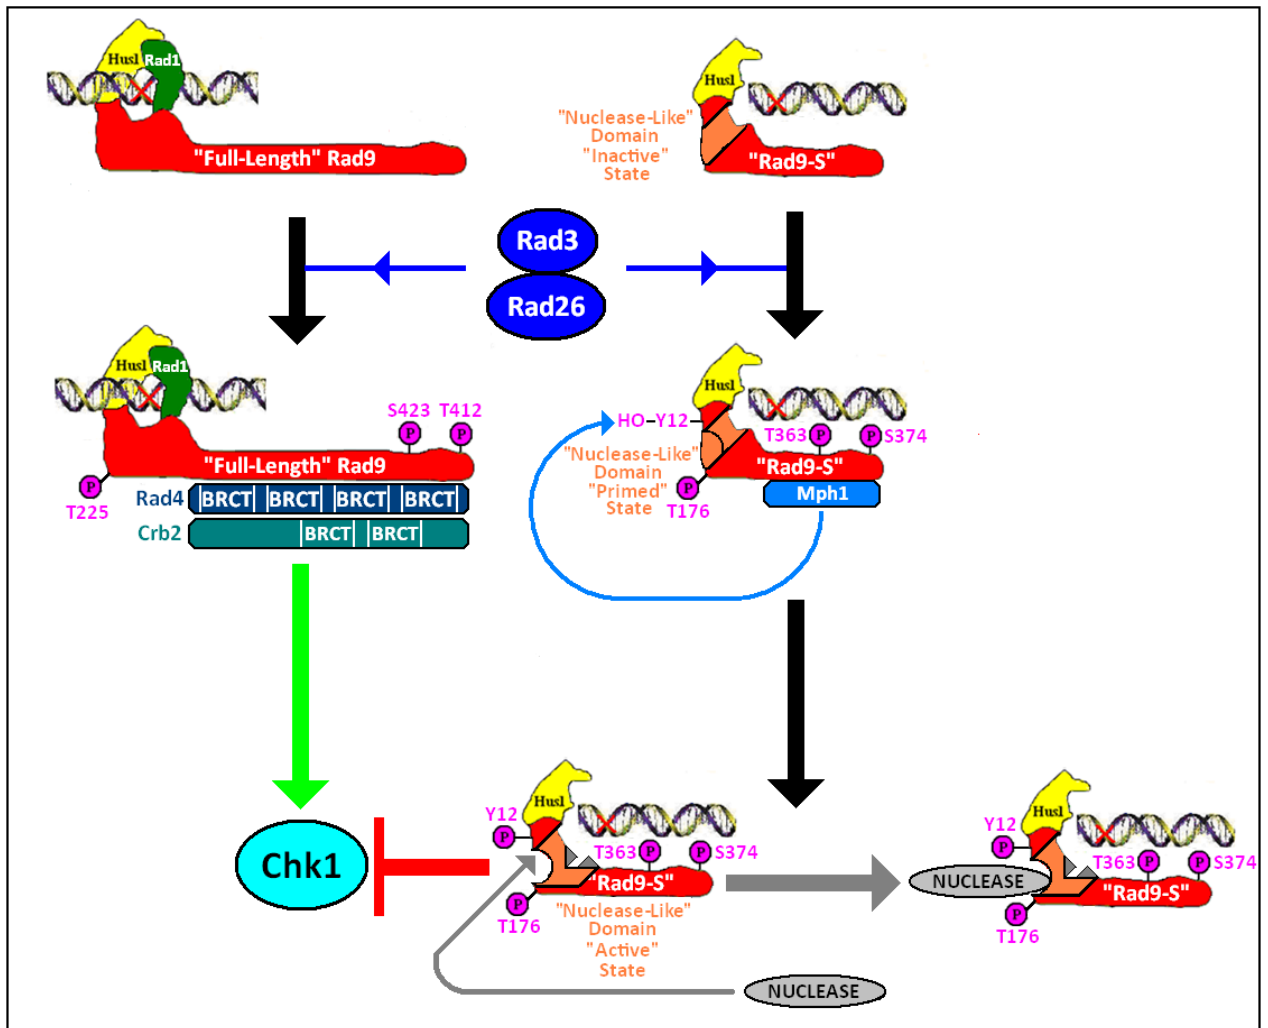 Hus1
Rad1
"Full-Length" Rad9
Hus1
"Nuclease-Like"
Domain
"Inactive"
State
"Rad9-S"
Rad3
Rad26
Hus1
Rad1
S423 T412
P
P
"Full-Length" Rad9
P
T225
Rad4
BRCT BRCT BRCT BRCT
Crb2
BRCT BRCT
Hus1
HO-Y12
T363
P
P
S374
"Nuclease-Like"
Domain
"Primed"
State
"Rad9-S"
P
T176
Mph1
Chk1
Hus1
Y12
P
T363
P
P
S374
"Rad9-S"
P
T176
"Nuclease-Like"
Domain
"Active"
State
NUCLEASE
Hus1
Y12
P
T363
P
P
S374
NUCLEASE
"Rad9-S"
P
T176